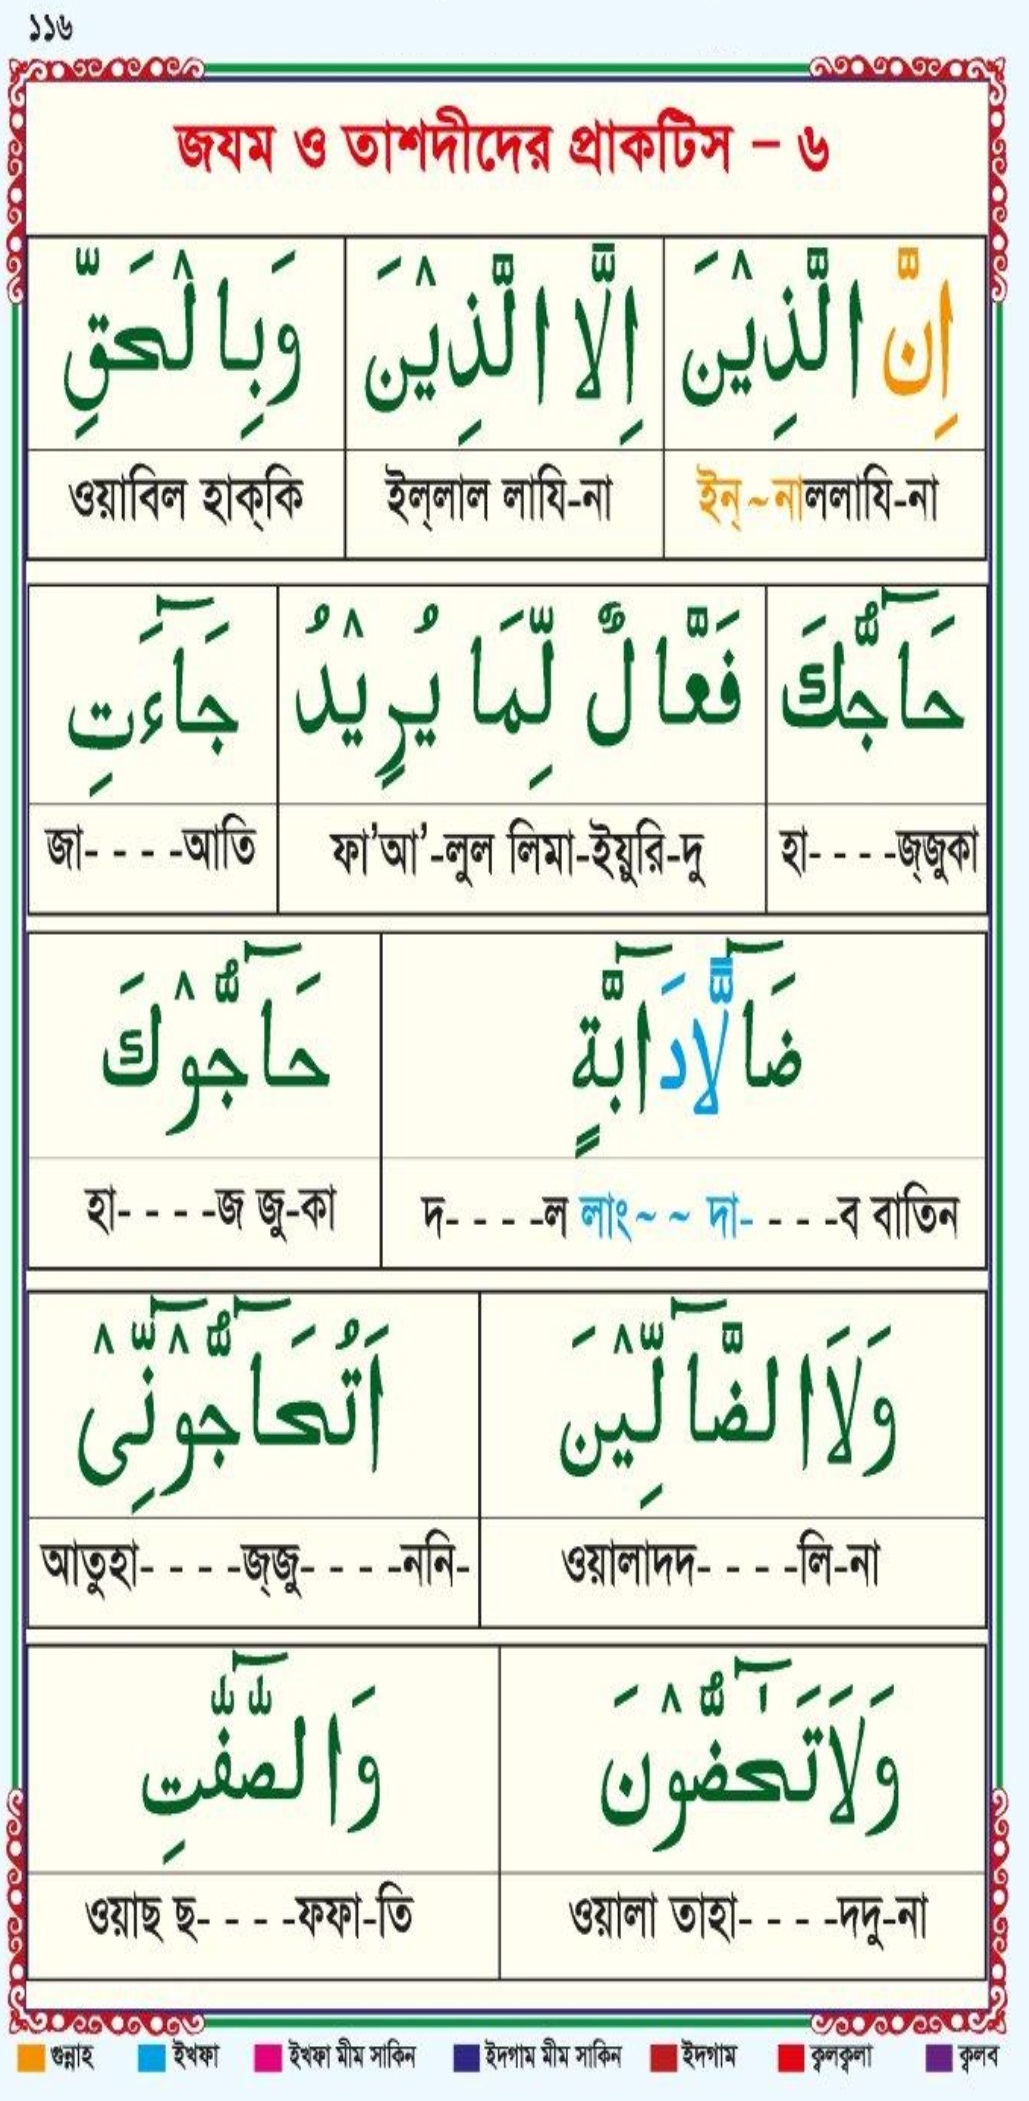 ১১৬
জযম ও তাশদীদের প্রাকটিস – ৬
اِنَّ الَّذِيْنَ اِلَّا الَّذِيْنَ وَبِالْحَقِّ
ইন্~নাললাযি-না ইল্লাল লাযি-না ওয়াবিল হাক্কি
حَآجُّكَ فَعَّالٌ لِّمَا يُرِيْدُ جَآءَتِ
হা- - - -জ্জুকা ফা'আ'-লুল লিমা-ইয়ুরি-দু জা- - - -আতি
ضَآلًّا دَآبَّةٍ حَآجُّوْكَ
দ- - - -ল লাং~ ~ দা- - - -ব বাতিন হা- - - -জ জু-কা
وَلَا الضَّآلِّيْنَ اَتُحَآجُّوْٓنِّىْ
ওয়ালাদদ- - - -লি-না আতুহা- - - -জ্জু- - - -ননি-
وَلَا تَحٰٓضُّوْنَ وَالصّٰٓفّٰتِ
ওয়ালা তাহা- - - -দদু-না ওয়াছ ছ- - - -ফফা-তি
গুন্নাহ ইখফা ইখফা মীম সাকিন ইদগাম মীম সাকিন ইদগাম ক্বলক্বলা ক্বলব